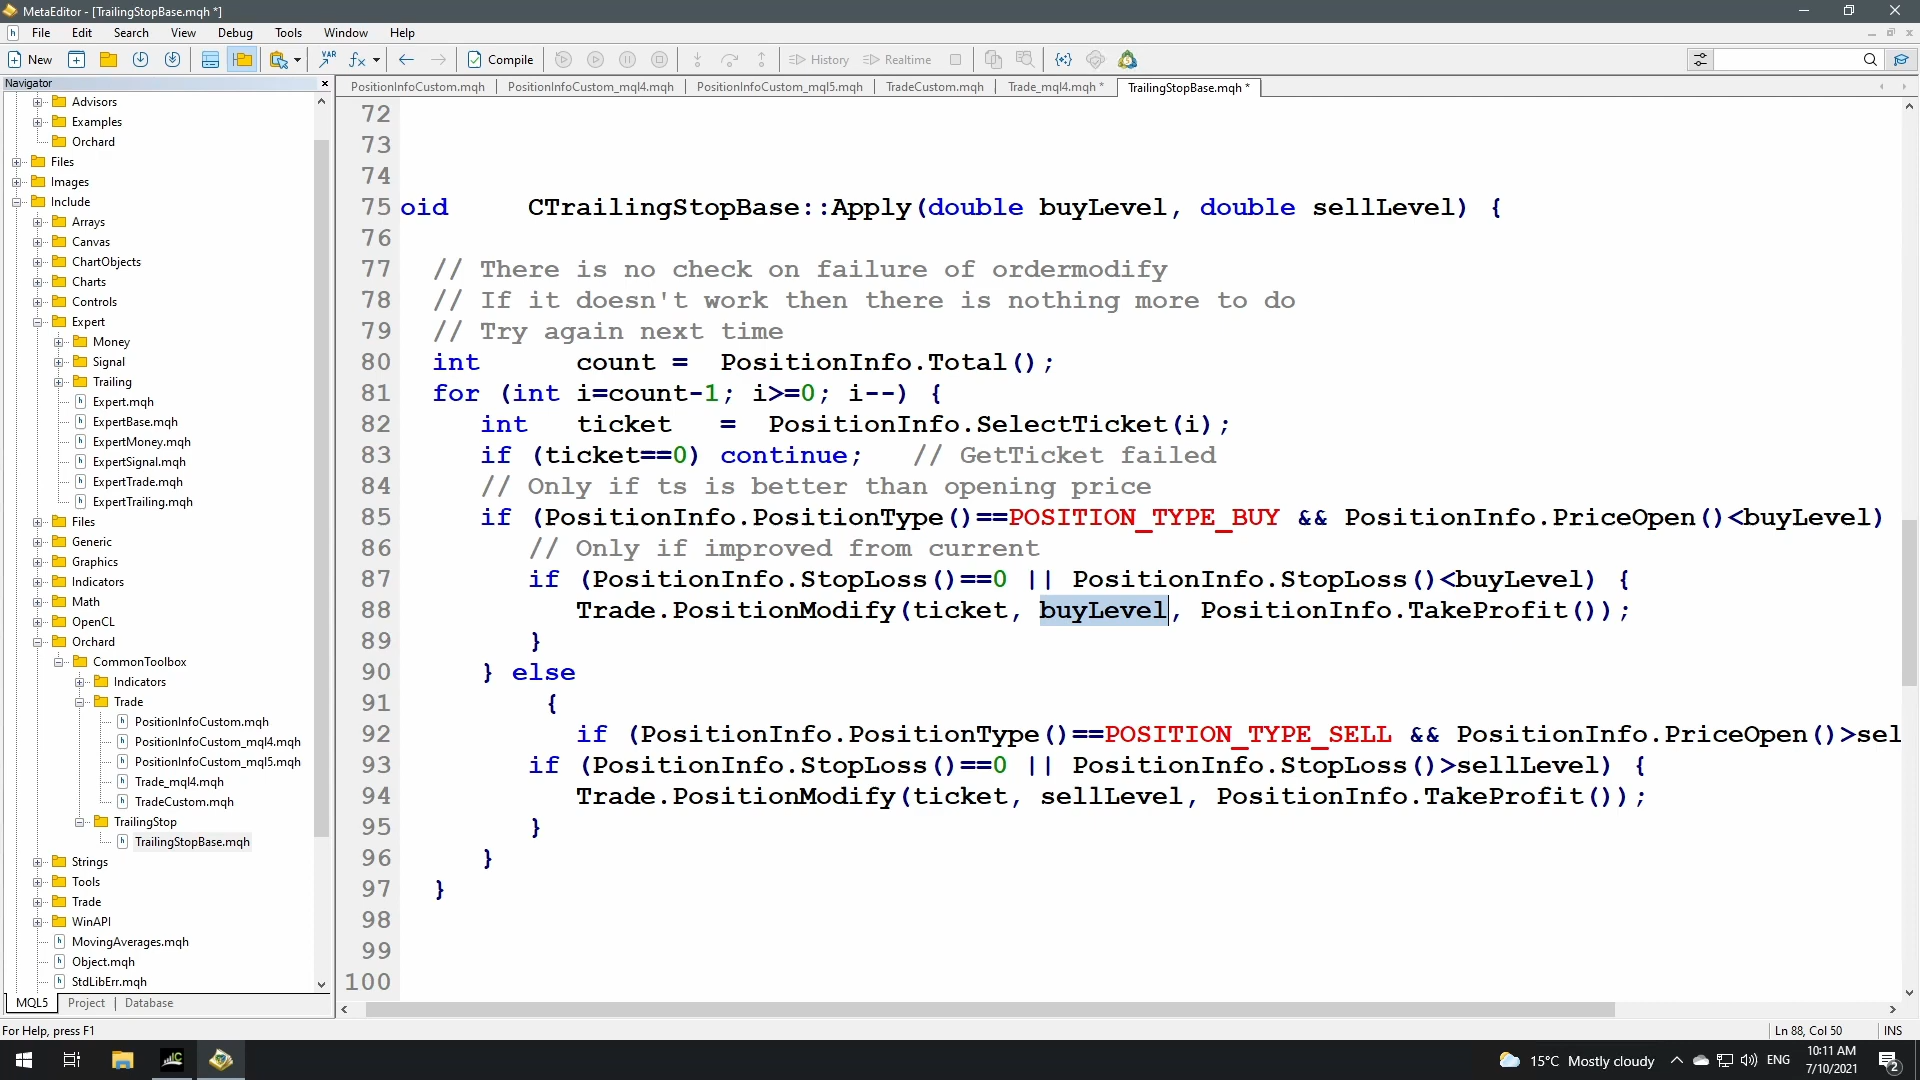 MetaEditor - [TrailingStopBase.mqh *]
File Edit Search View Debug Tools Window Help
New Compile History Realtime
Navigator
PositionInfoCustom.mqh PositionInfoCustom_mql4.mqh PositionInfoCustom_mql5.mqh TradeCustom.mqh Trade_mql4.mqh * TrailingStopBase.mqh *
Advisors
Examples
Orchard
Files
Images
Include
Arrays
Canvas
ChartObjects
Charts
Controls
Expert
Money
Signal
Trailing
Expert.mqh
ExpertBase.mqh
ExpertMoney.mqh
ExpertSignal.mqh
ExpertTrade.mqh
ExpertTrailing.mqh
Files
Generic
Graphics
Indicators
Math
OpenCL
Orchard
CommonToolbox
Indicators
Trade
PositionInfoCustom.mqh
PositionInfoCustom_mql4.mqh
PositionInfoCustom_mql5.mqh
Trade_mql4.mqh
TradeCustom.mqh
TrailingStop
TrailingStopBase.mqh
Strings
Tools
Trade
WinAPI
MovingAverages.mqh
Object.mqh
StdLibErr.mqh
MQL5 Project Database
72
73
74
75 oid CTrailingStopBase::Apply(double buyLevel, double sellLevel) {
76
77 // There is no check on failure of ordermodify
78 // If it doesn't work then there is nothing more to do
79 // Try again next time
80 int count = PositionInfo.Total();
81 for (int i=count-1; i>=0; i--) {
82 int ticket = PositionInfo.SelectTicket(i);
83 if (ticket==0) continue; // GetTicket failed
84 // Only if ts is better than opening price
85 if (PositionInfo.PositionType()==POSITION_TYPE_BUY && PositionInfo.PriceOpen()<buyLevel)
86 // Only if improved from current
87 if (PositionInfo.StopLoss()==0 || PositionInfo.StopLoss()<buyLevel) {
88 Trade.PositionModify(ticket, buyLevel, PositionInfo.TakeProfit());
89 }
90 } else
91 {
92 if (PositionInfo.PositionType()==POSITION_TYPE_SELL && PositionInfo.PriceOpen()>sel
93 if (PositionInfo.StopLoss()==0 || PositionInfo.StopLoss()>sellLevel) {
94 Trade.PositionModify(ticket, sellLevel, PositionInfo.TakeProfit());
95 }
96 }
97 }
98
99
100
For Help, press F1
Ln 88, Col 50 INS
15°C Mostly cloudy ENG
10:11 AM
7/10/2021
2